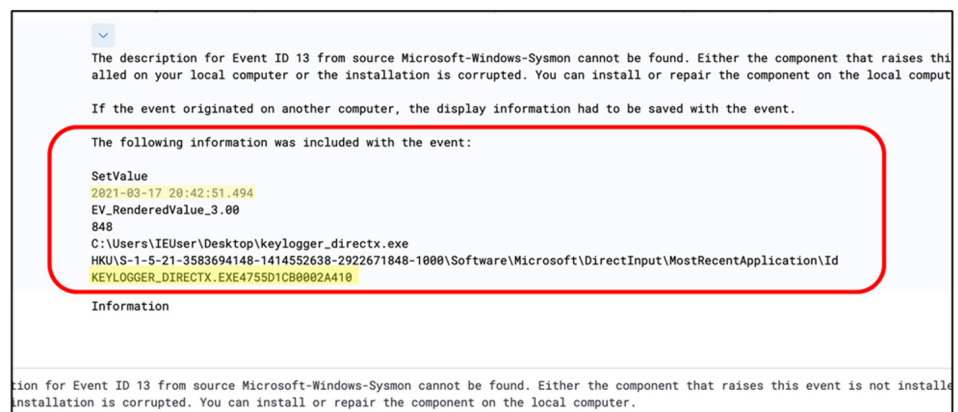 The description for Event ID 13 from source Microsoft-Windows-Sysmon cannot be found. Either the component that raises thi
alled on your local computer or the installation is corrupted. You can install or repair the component on the local comput
If the event originated on another computer, the display information had to be saved with the event.
The following information was included with the event:
SetValue
2021-03-17 20:42:51.494
EV_RenderedValue_3.00
848
C:\Users\IEUser\Desktop\keylogger_directx.exe
HKU\S-1-5-21-3583694148-1414552638-2922671848-1000\Software\Microsoft\DirectInput\MostRecentApplication\Id
KEYLOGGER_DIRECTX.EXE4755D1CB0002A410
Information
tion for Event ID 13 from source Microsoft-Windows-Sysmon cannot be found. Either the component that raises this event is not installe
installation is corrupted. You can install or repair the component on the local computer.